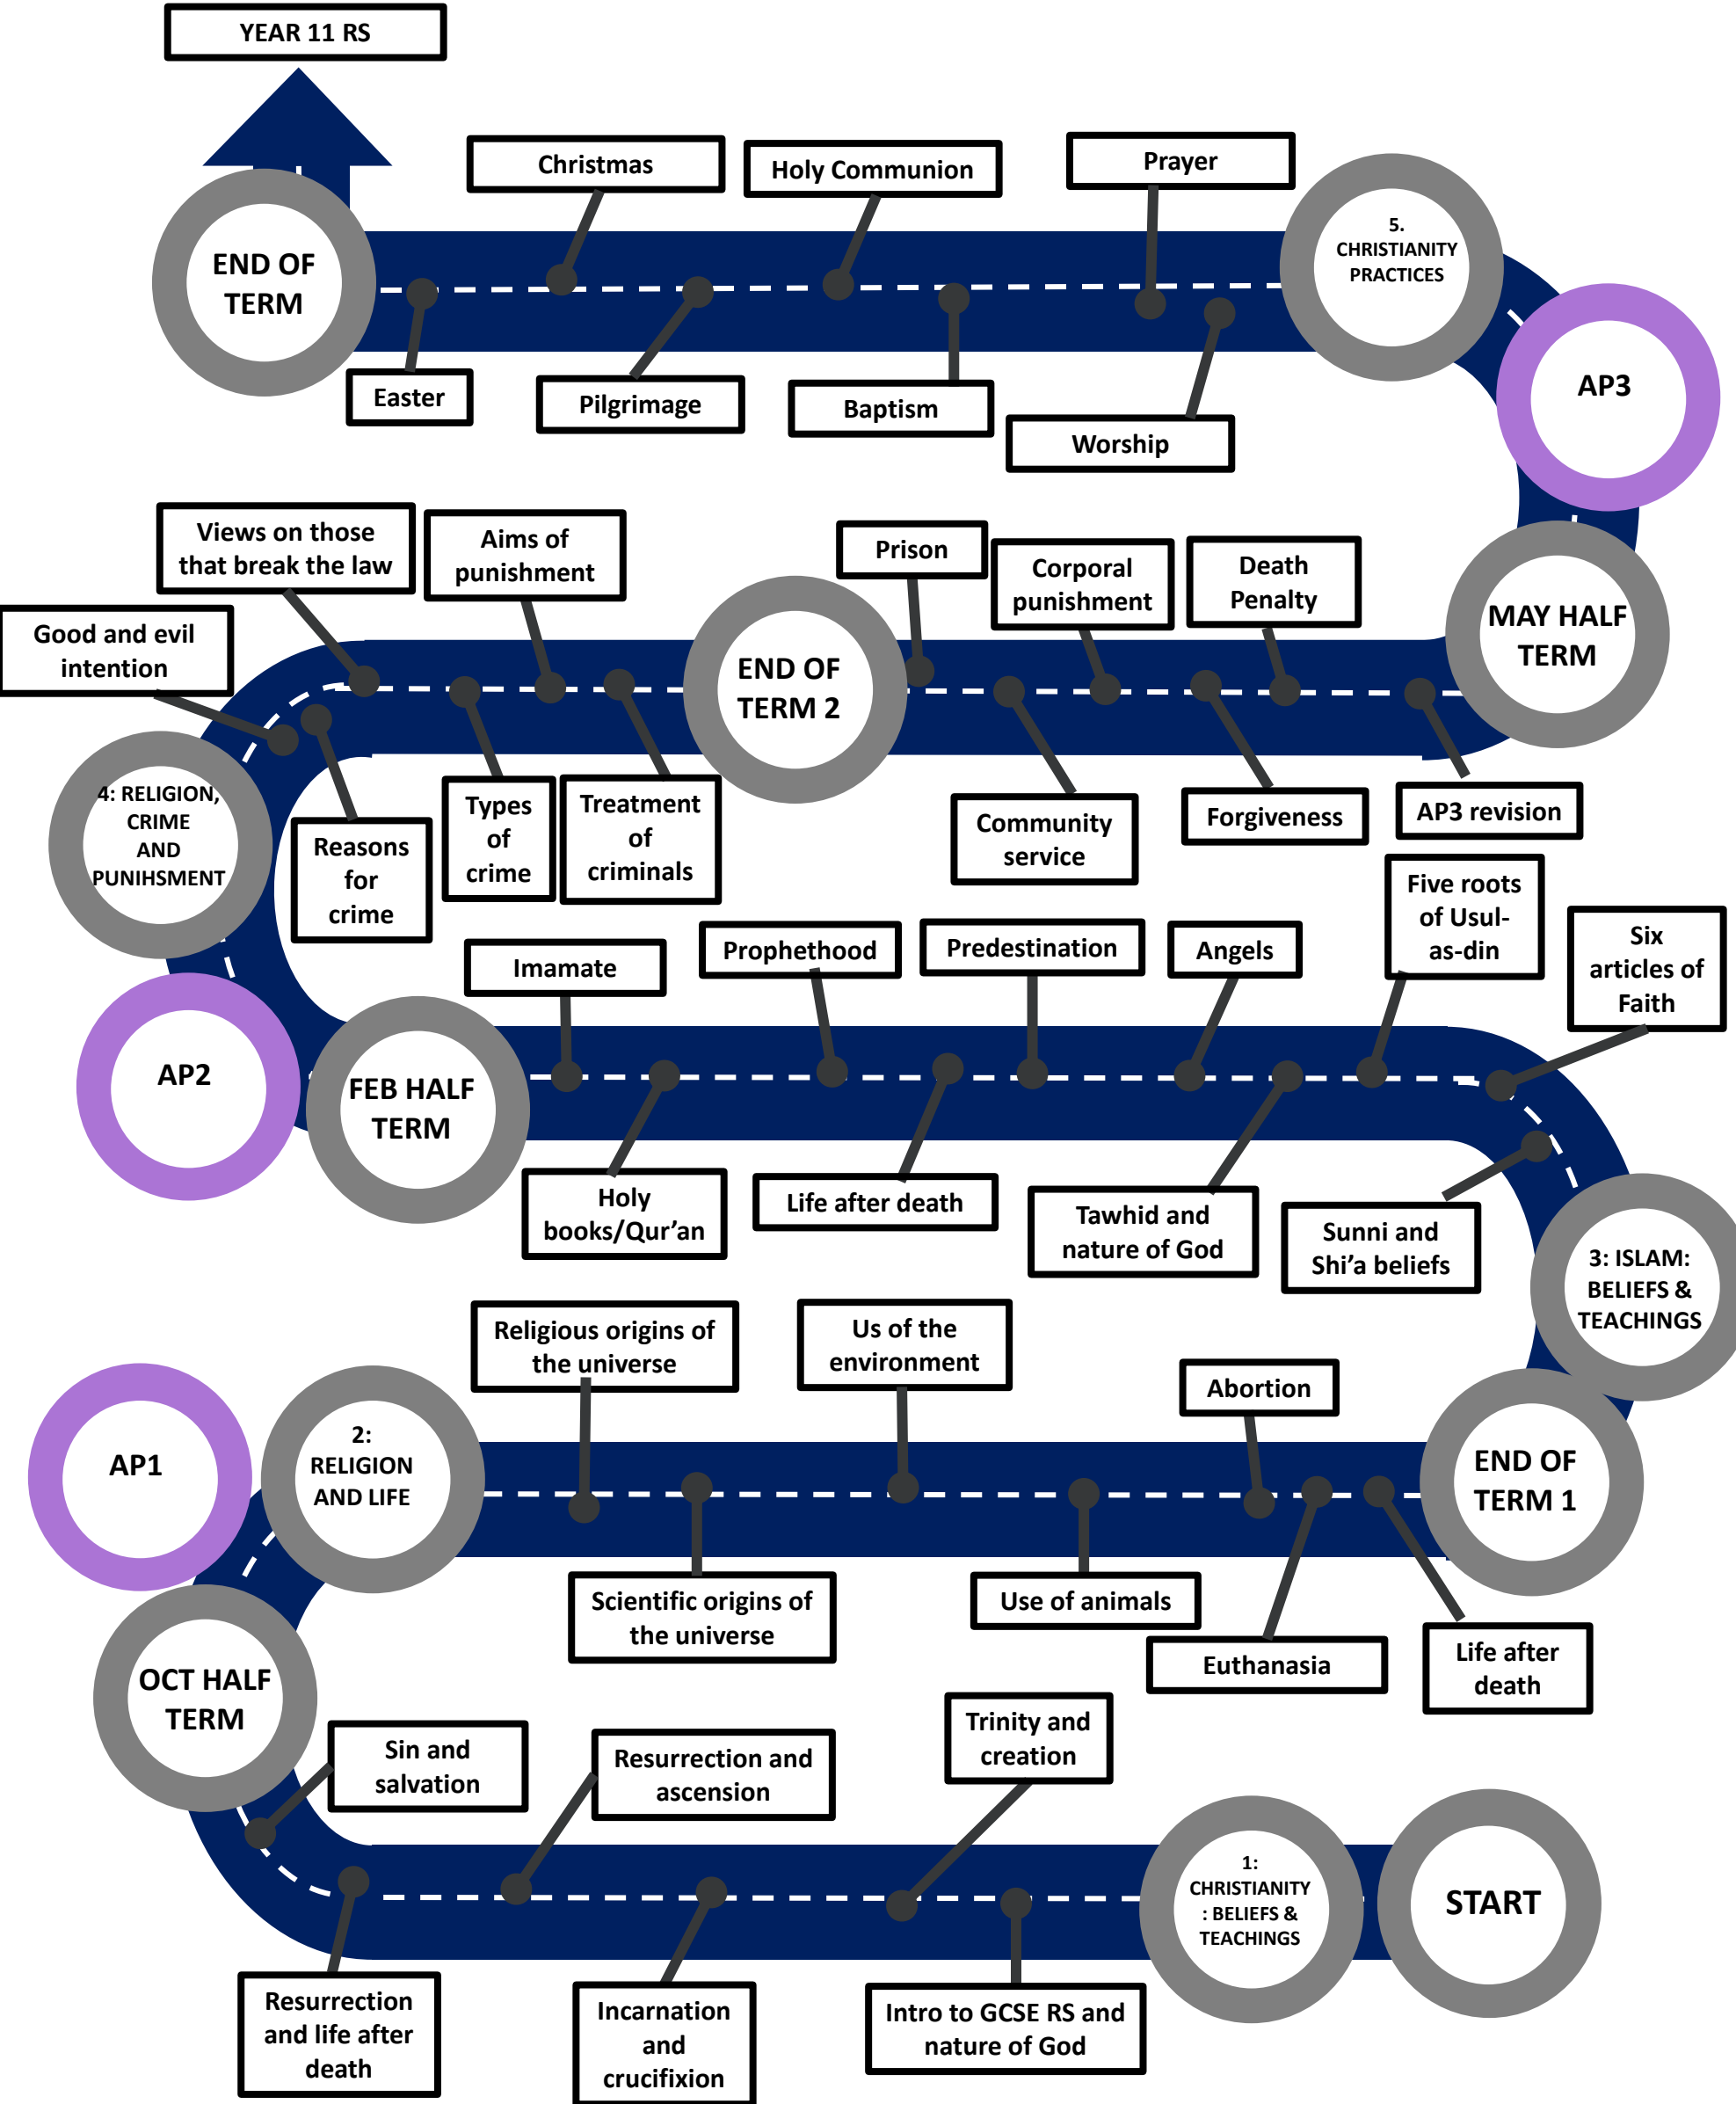 YEAR 11 RS
Christmas
Holy Communion
Prayer
5.
CHRISTIANITY
PRACTICES
END OF
TERM
AP3
Easter
Pilgrimage
Baptism
Worship
Views on those
that break the law
Aims of
punishment
Prison
Corporal
punishment
Death
Penalty
Good and evil
intention
END OF
TERM 2
MAY HALF
TERM
4: RELIGION,
CRIME
AND
PUNIHSMENT
Reasons
for
crime
Types
of
crime
Treatment
of
criminals
Community
service
Forgiveness
AP3 revision
Imamate
Prophethood
Predestination
Angels
Five roots
of Usul-
as-din
Six
articles of
Faith
AP2
FEB HALF
TERM
Holy
books/Qur’an
Life after death
Tawhid and
nature of God
Sunni and
Shi’a beliefs
3: ISLAM:
BELIEFS &
TEACHINGS
Religious origins of
the universe
Us of the
environment
Abortion
AP1
2:
RELIGION
AND LIFE
END OF
TERM 1
Scientific origins of
the universe
Use of animals
Euthanasia
Life after
death
OCT HALF
TERM
Sin and
salvation
Resurrection and
ascension
Trinity and
creation
1:
CHRISTIANITY
: BELIEFS &
TEACHINGS
START
Resurrection
and life after
death
Incarnation
and
crucifixion
Intro to GCSE RS and
nature of God